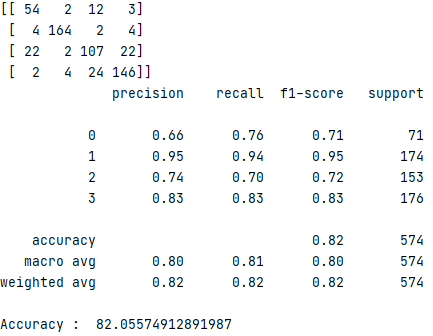 [[ 54   2  12   3]
 [  4 164   2   4]
 [ 22   2 107  22]
 [  2   4  24 146]]
              precision    recall  f1-score   support

           0       0.66      0.76      0.71        71
           1       0.95      0.94      0.95       174
           2       0.74      0.70      0.72       153
           3       0.83      0.83      0.83       176

    accuracy                           0.82       574
   macro avg       0.80      0.81      0.80       574
weighted avg       0.82      0.82      0.82       574

Accuracy :  82.05574912891987